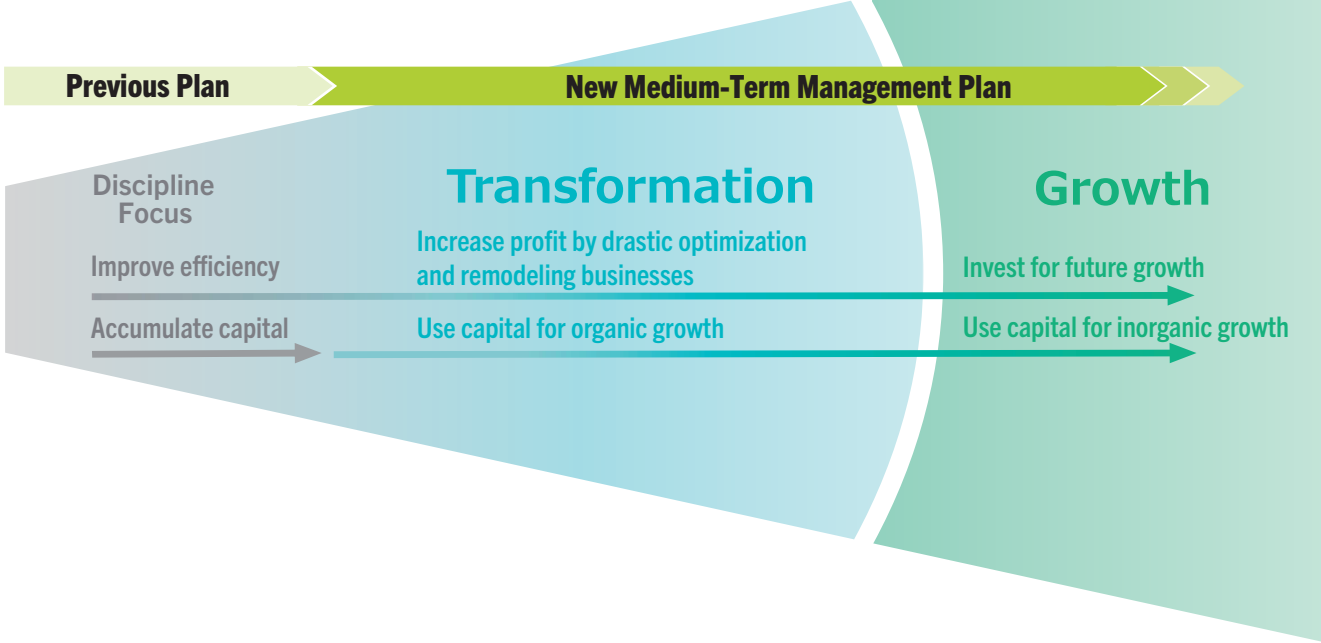 Previous Plan
New Medium-Term Management Plan
Discipline
Focus
Improve efficiency
Accumulate capital
Transformation
Increase profit by drastic optimization
and remodeling businesses
Use capital for organic growth
Growth
Invest for future growth
Use capital for inorganic growth